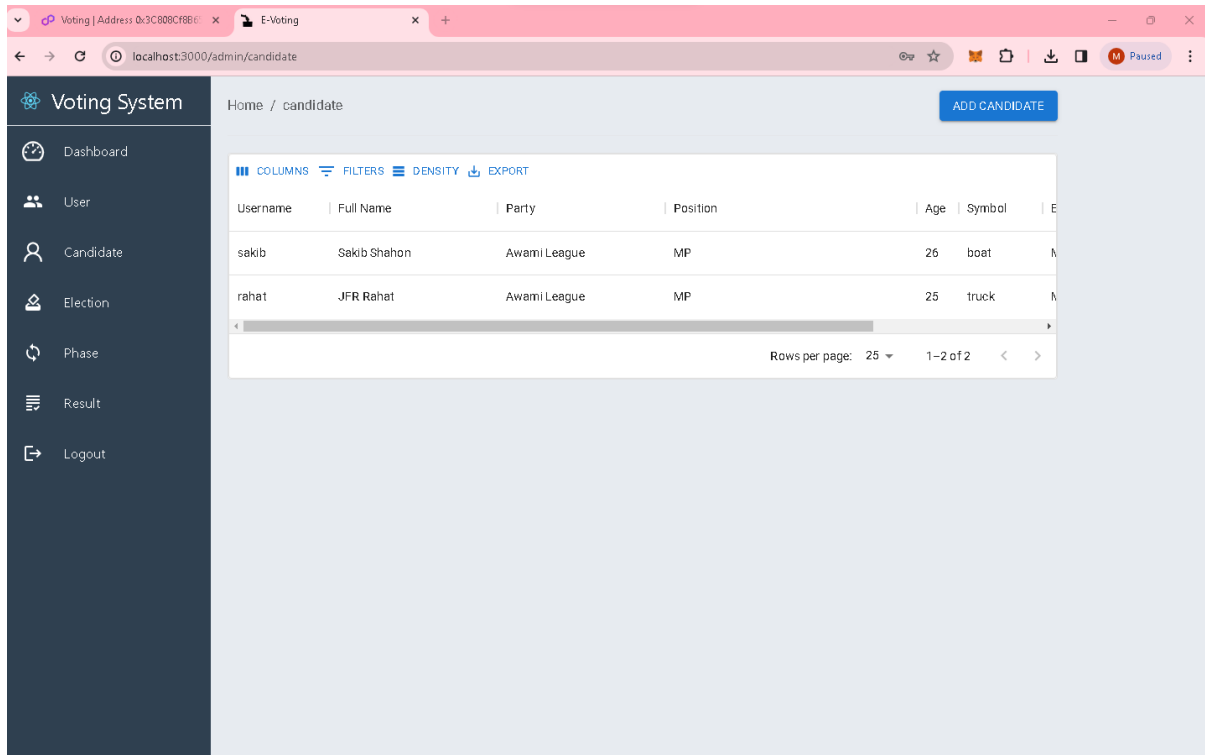 Voting | Address 0x3C808Cf8B6
E-Voting
localhost:3000/admin/candidate
M Paused
Voting System
Home / candidate
ADD CANDIDATE
Dashboard
User
Candidate
Election
Phase
Result
Logout
COLUMNS FILTERS DENSITY EXPORT
Username Full Name Party Position Age Symbol E
sakib Sakib Shahon Awami League MP 26 boat
rahat JFR Rahat Awami League MP 25 truck
Rows per page: 25 1–2 of 2